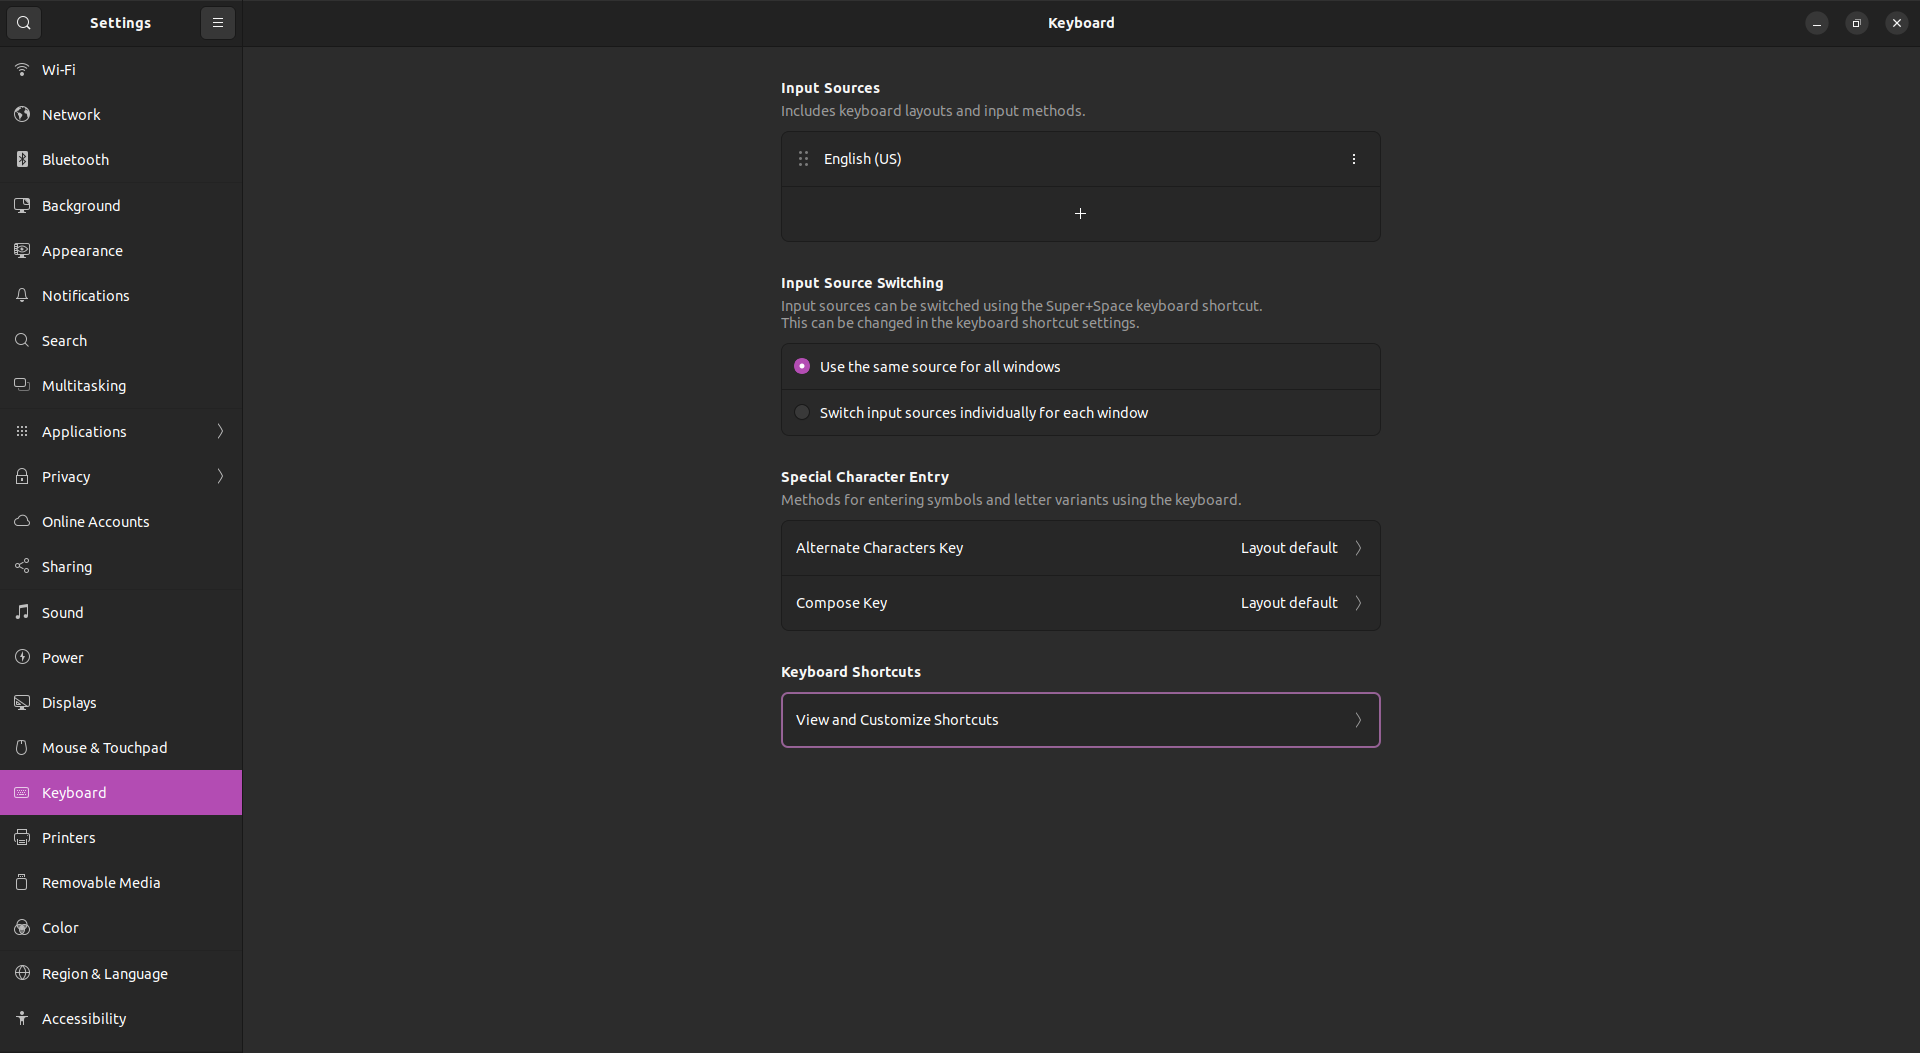 Settings
Keyboard
Wi-Fi
Network
Bluetooth
Background
Appearance
Notifications
Search
Multitasking
Applications
Privacy
Online Accounts
Sharing
Sound
Power
Displays
Mouse & Touchpad
Keyboard
Printers
Removable Media
Color
Region & Language
Accessibility
Input Sources
Includes keyboard layouts and input methods.
English (US)
Input Source Switching
Input sources can be switched using the Super+Space keyboard shortcut.
This can be changed in the keyboard shortcut settings.
Use the same source for all windows
Switch input sources individually for each window
Special Character Entry
Methods for entering symbols and letter variants using the keyboard.
Alternate Characters Key Layout default
Compose Key Layout default
Keyboard Shortcuts
View and Customize Shortcuts